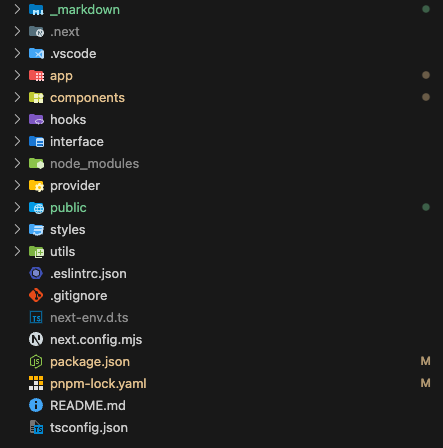 _markdown
.next
.vscode
app
components
hooks
interface
node_modules
provider
public
styles
utils
.eslintrc.json
.gitignore
next-env.d.ts
next.config.mjs
package.json M
pnpm-lock.yaml M
README.md
tsconfig.json